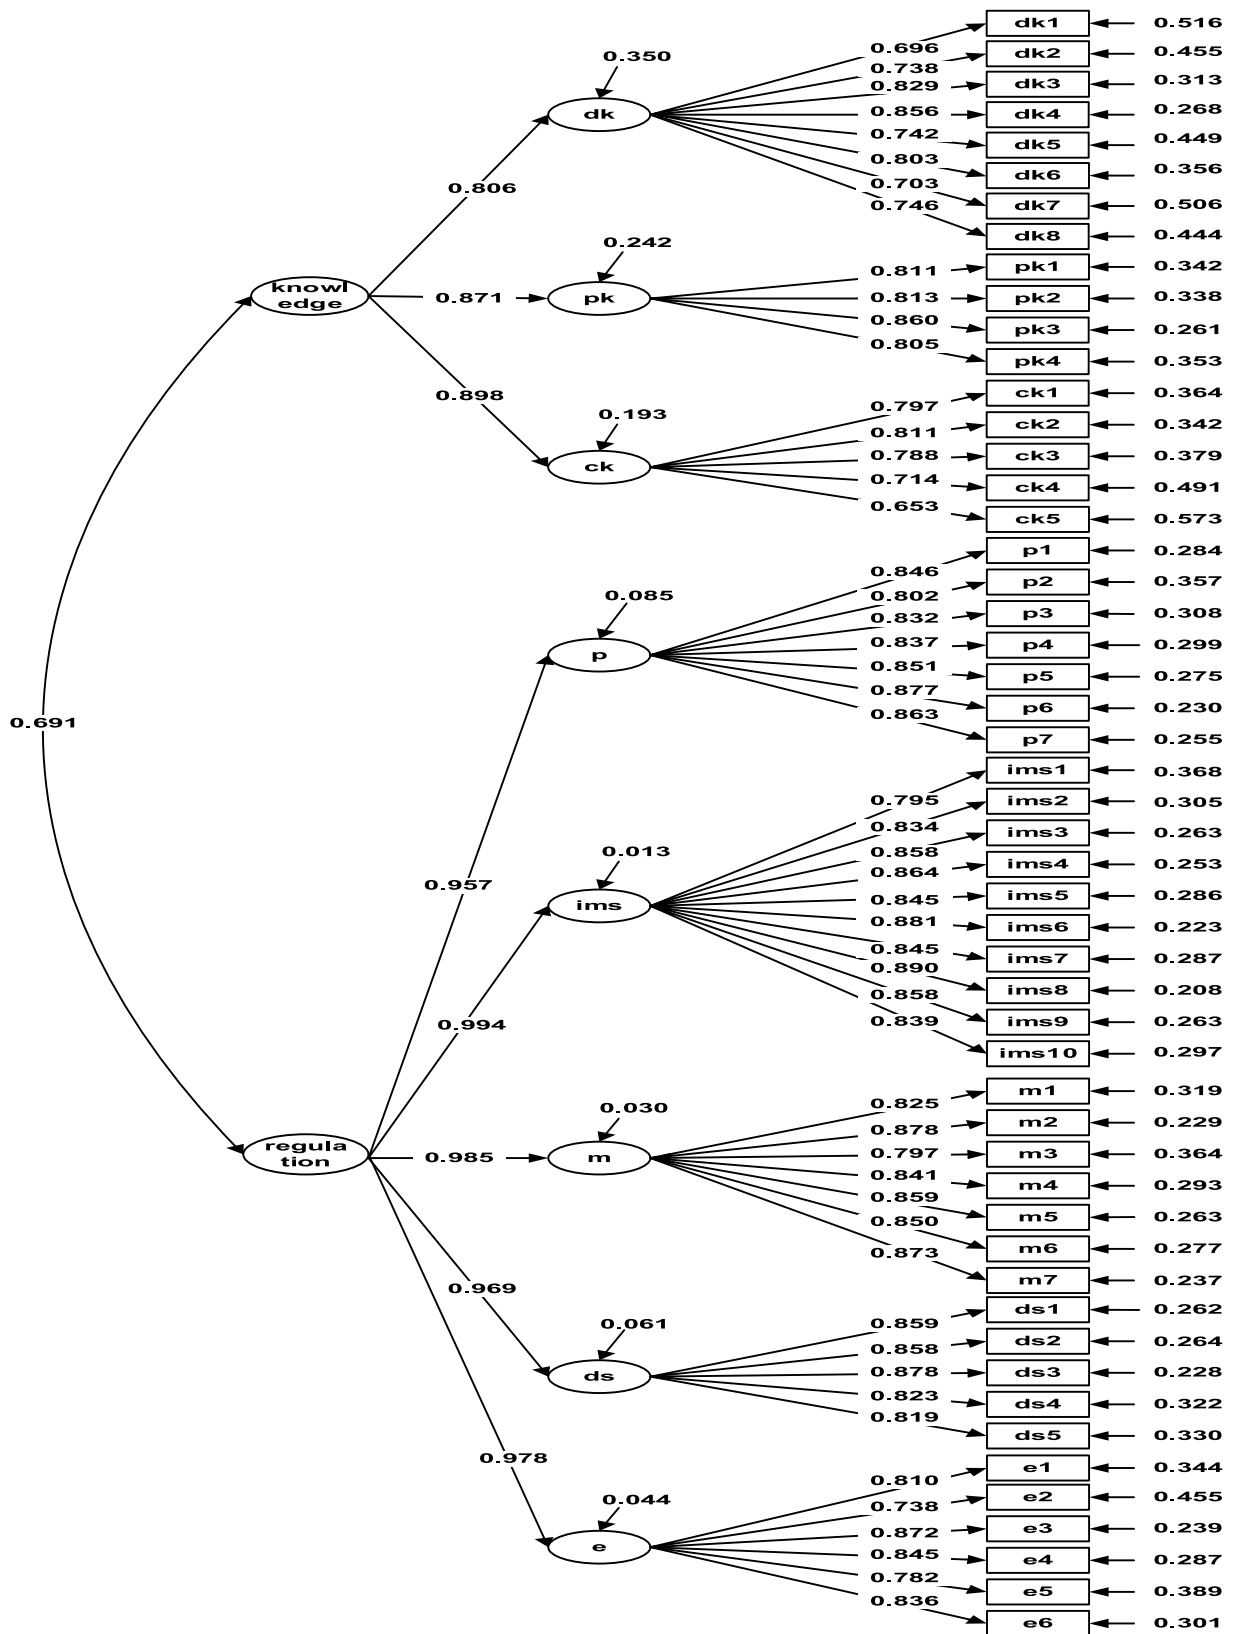 dk1 0.516
0.696
dk2 0.455
0.350
0.738
0.829
dk3 0.313
dk
0.856
dk4 0.268
0.742
dk5 0.449
0.803
dk6 0.356
0.806
0.703
dk7 0.506
0.746
dk8 0.444
0.242
0.811
pk1 0.342
knowl
edge
0.871
pk
0.813
pk2 0.338
0.860
pk3 0.261
0.805
pk4 0.353
0.898
ck1 0.364
0.797
0.193
0.811
ck2 0.342
ck
0.788
ck3 0.379
0.714
ck4 0.491
0.653
ck5 0.573
p1 0.284
0.846
p2 0.357
0.085
0.802
0.832
p3 0.308
p
0.837
p4 0.299
0.851
p5 0.275
0.877
p6 0.230
0.863
0.691
p7 0.255
ims1 0.368
0.795
ims2 0.305
0.834
ims3 0.263
0.013
0.858
0.864
ims4 0.253
0.957
ims
0.845
ims5 0.286
0.881
ims6 0.223
0.845
ims7 0.287
0.890
ims8 0.208
0.858
0.994
0.839
ims9 0.263
ims10 0.297
m1 0.319
0.030
0.825
m2 0.229
0.878
regula
tion
0.985
m
0.797
m3 0.364
0.841
m4 0.293
0.859
m5 0.263
0.850
m6 0.277
0.873
m7 0.237
0.969
ds1 0.262
0.061
0.859
ds2 0.264
0.858
ds
0.878
ds3 0.228
0.823
ds4 0.322
0.819
ds5 0.330
0.978
e1 0.344
0.810
0.044
0.738
e2 0.455
e
0.872
e3 0.239
0.845
e4 0.287
0.782
e5 0.389
0.836
e6 0.301